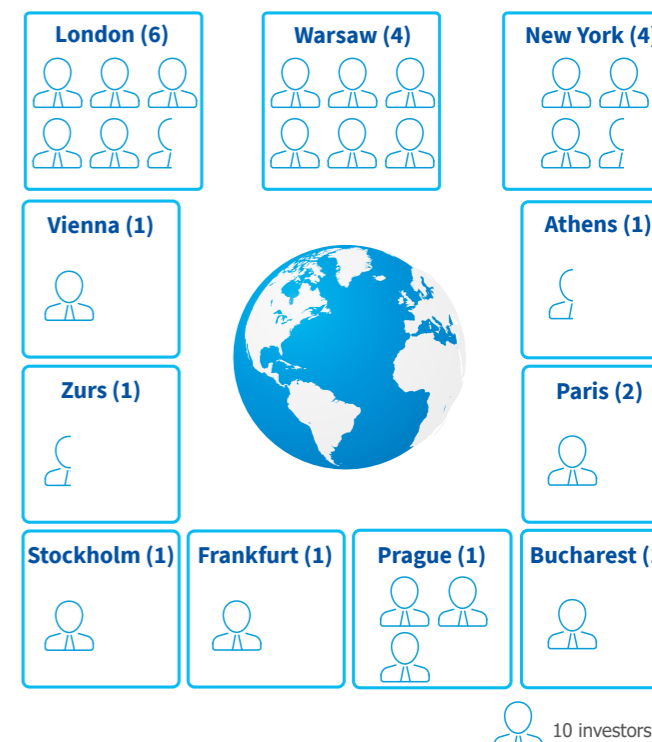 London (6)
Warsaw (4)
New York (4)
Vienna (1)
Athens (1)
Zurs (1)
Paris (2)
Stockholm (1)
Frankfurt (1)
Prague (1)
Bucharest (
10 investors